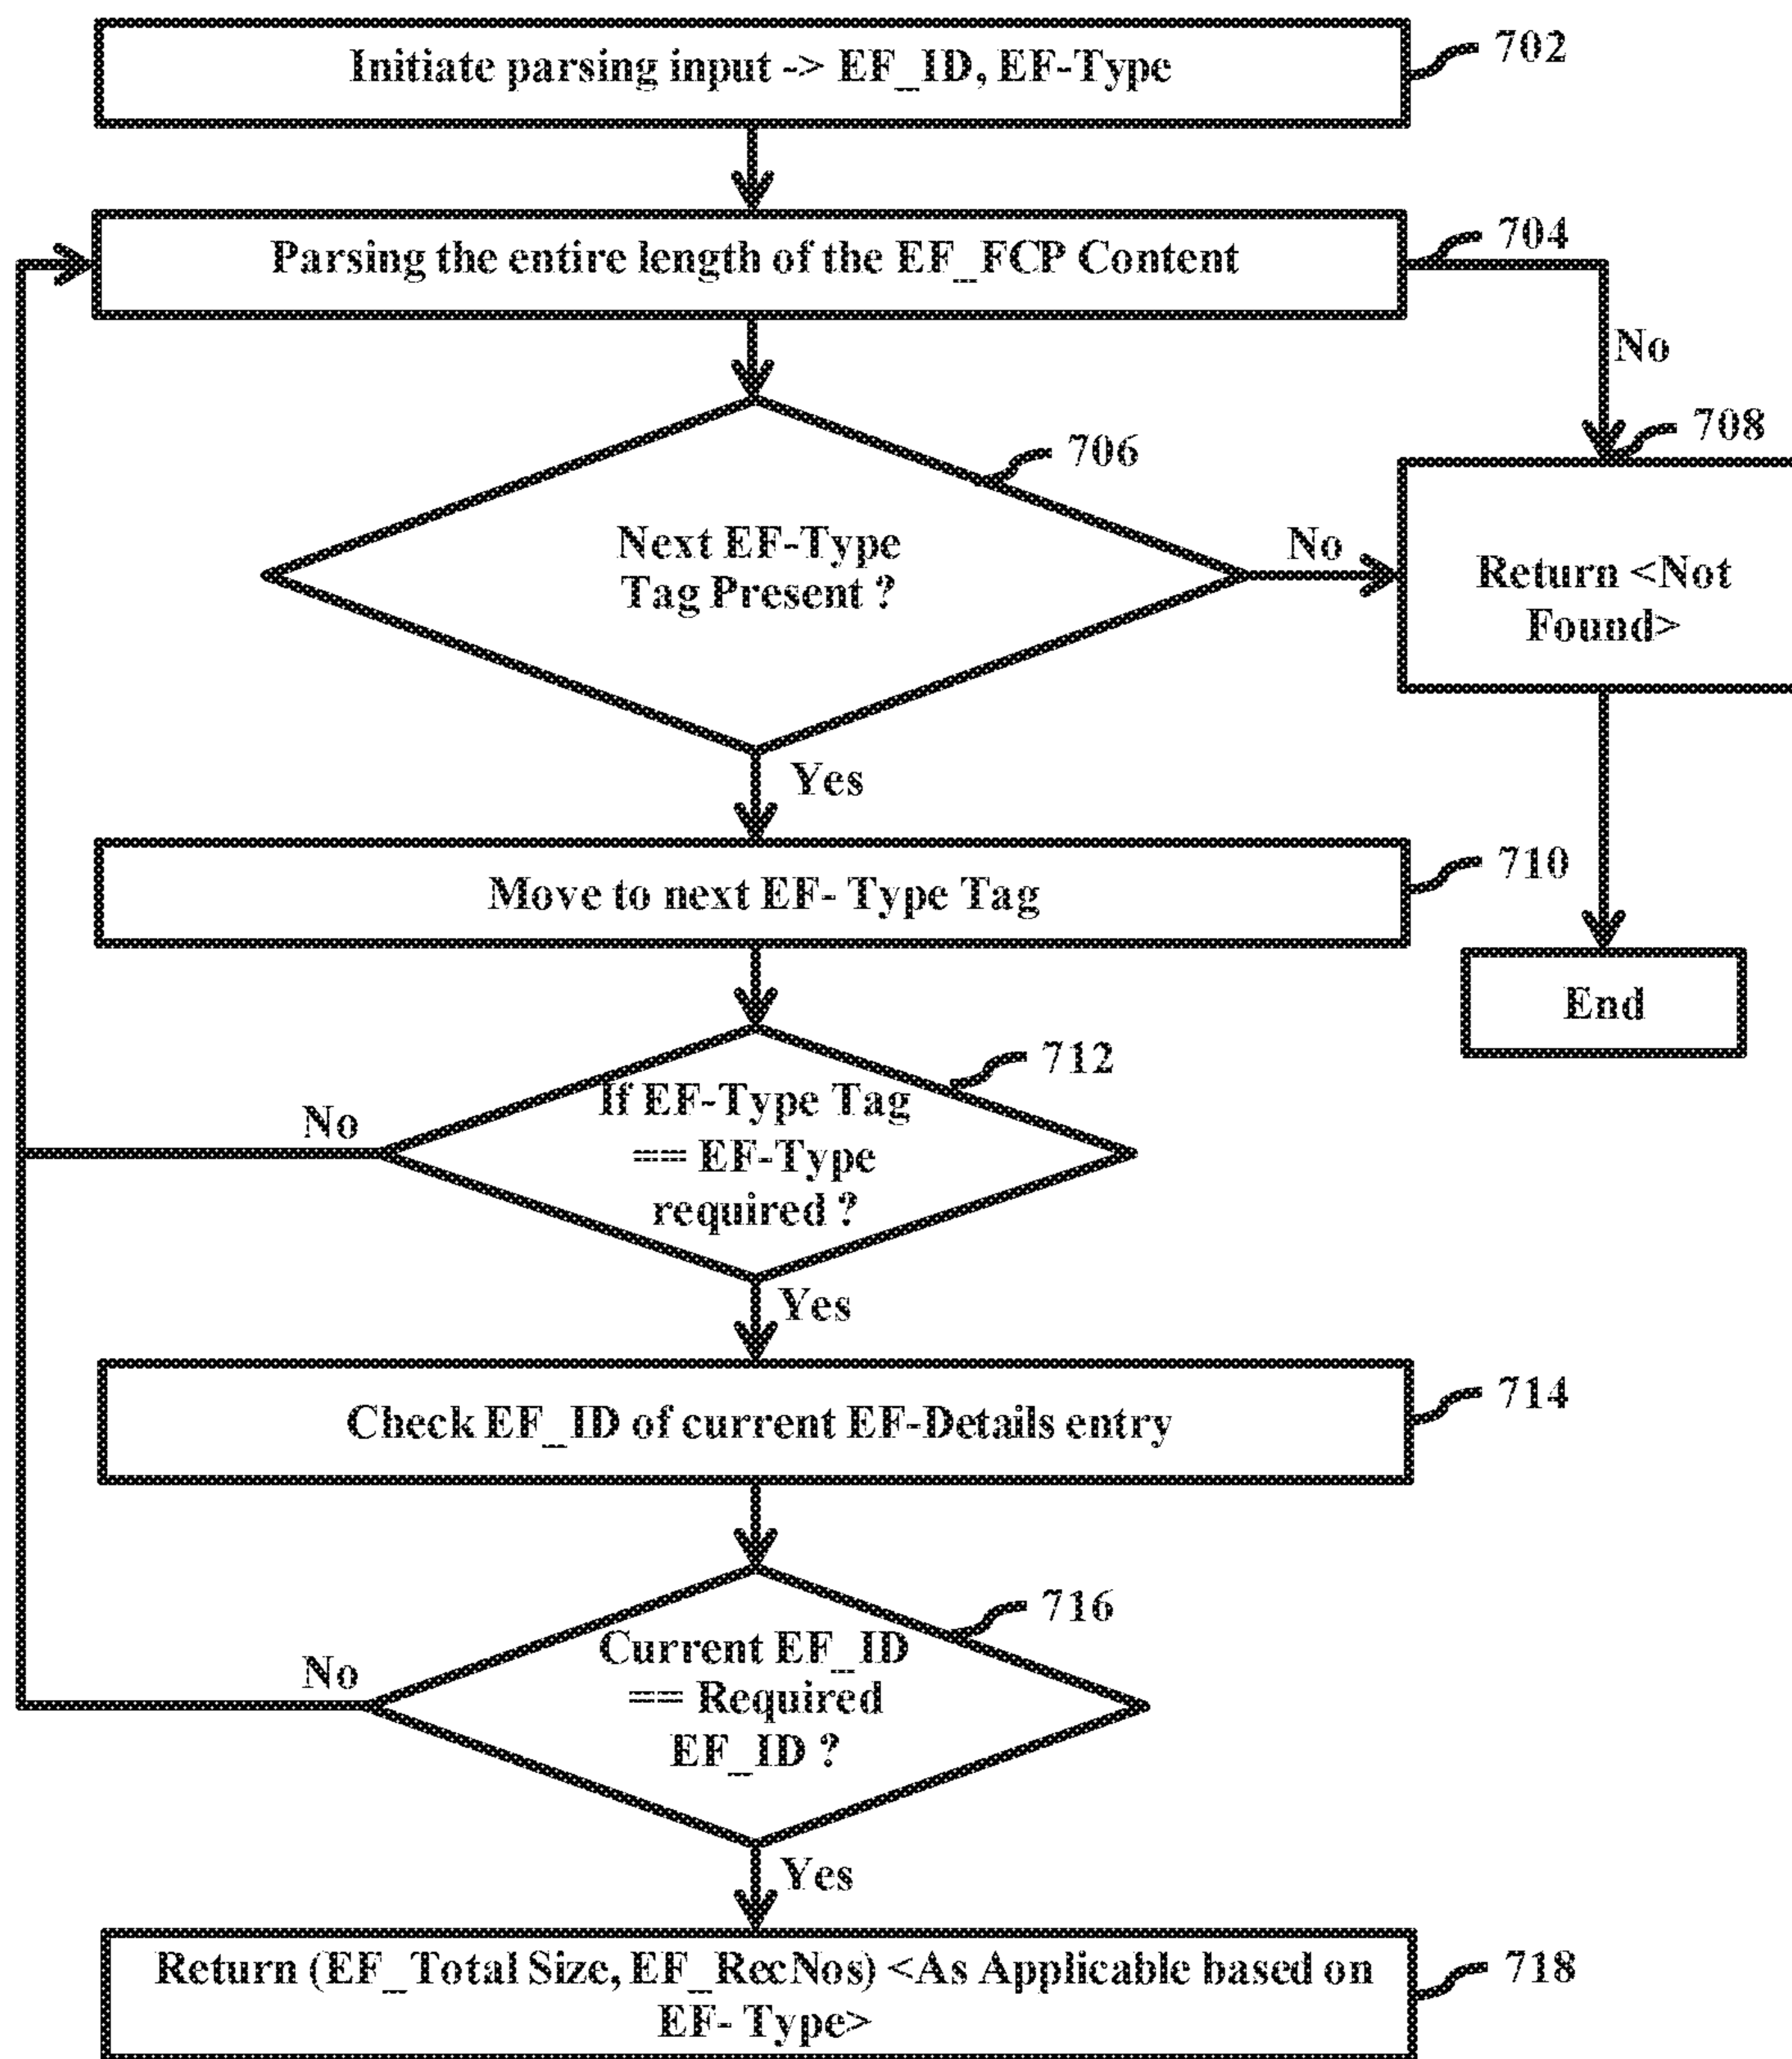 Initiate parsing input -> EF_ID, EF-Type
702
Parsing the entire length of the EF_FCP Content
704
No
706
708
Next EF-Type
Tag Present ?
No
Return <Not
Found>
Yes
Move to next EF- Type Tag
710
End
712
If EF-Type Tag
== EF-Type
required ?
No
Yes
Check EF_ID of current EF-Details entry
714
716
Current EF_ID
== Required
EF_ID ?
No
Yes
Return (EF_Total Size, EF_RecNos) <As Applicable based on
EF- Type>
718